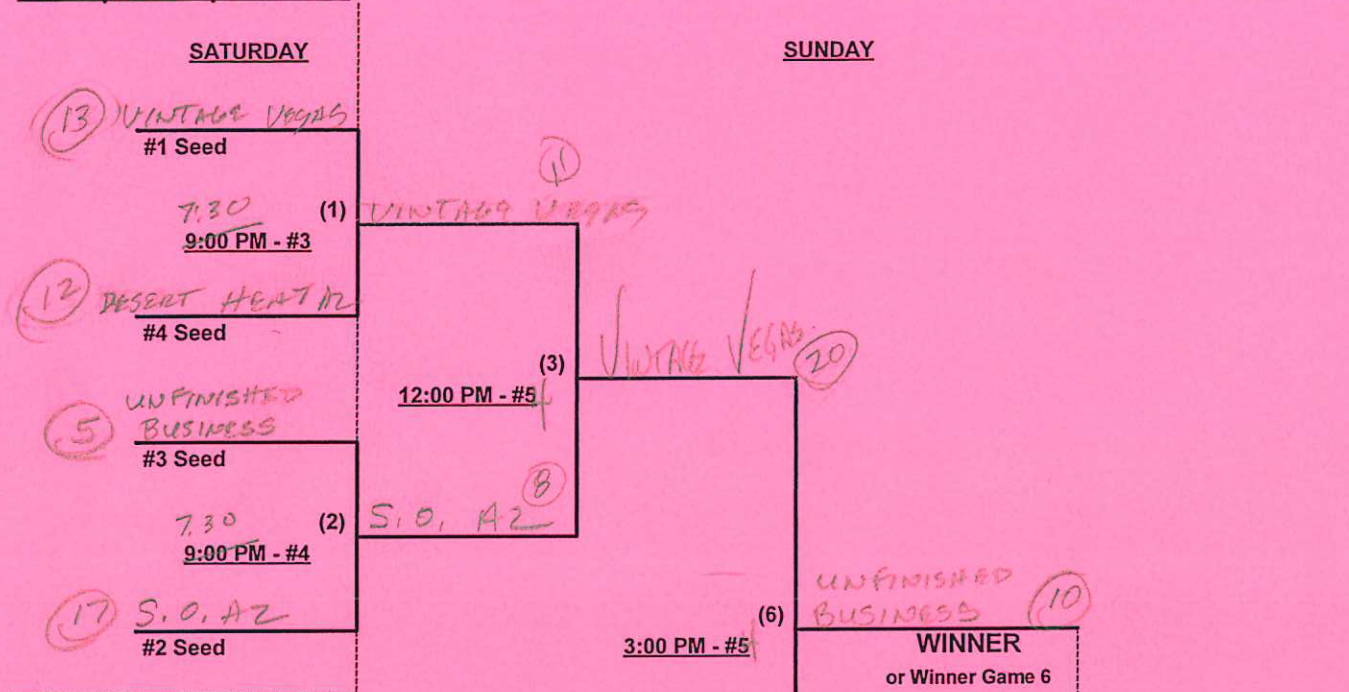 SATURDAY
SUNDAY
13 VINTAGE VEGAS
#1 Seed
11
7:30 (1) VINTAGE VEGAS
9:00 PM - #3
12 DESERT HEAT AZ
#4 Seed
(3) VINTAGE VEGAS 20
12:00 PM - #5 4
UNFINISHED
5 BUSINESS
#3 Seed
8
7:30 (2) S.O. AZ
9:00 PM - #4
UNFINISHED
17 S.O. AZ
(6) BUSINESS 10
#2 Seed
3:00 PM - #5 4
WINNER
or Winner Game 6